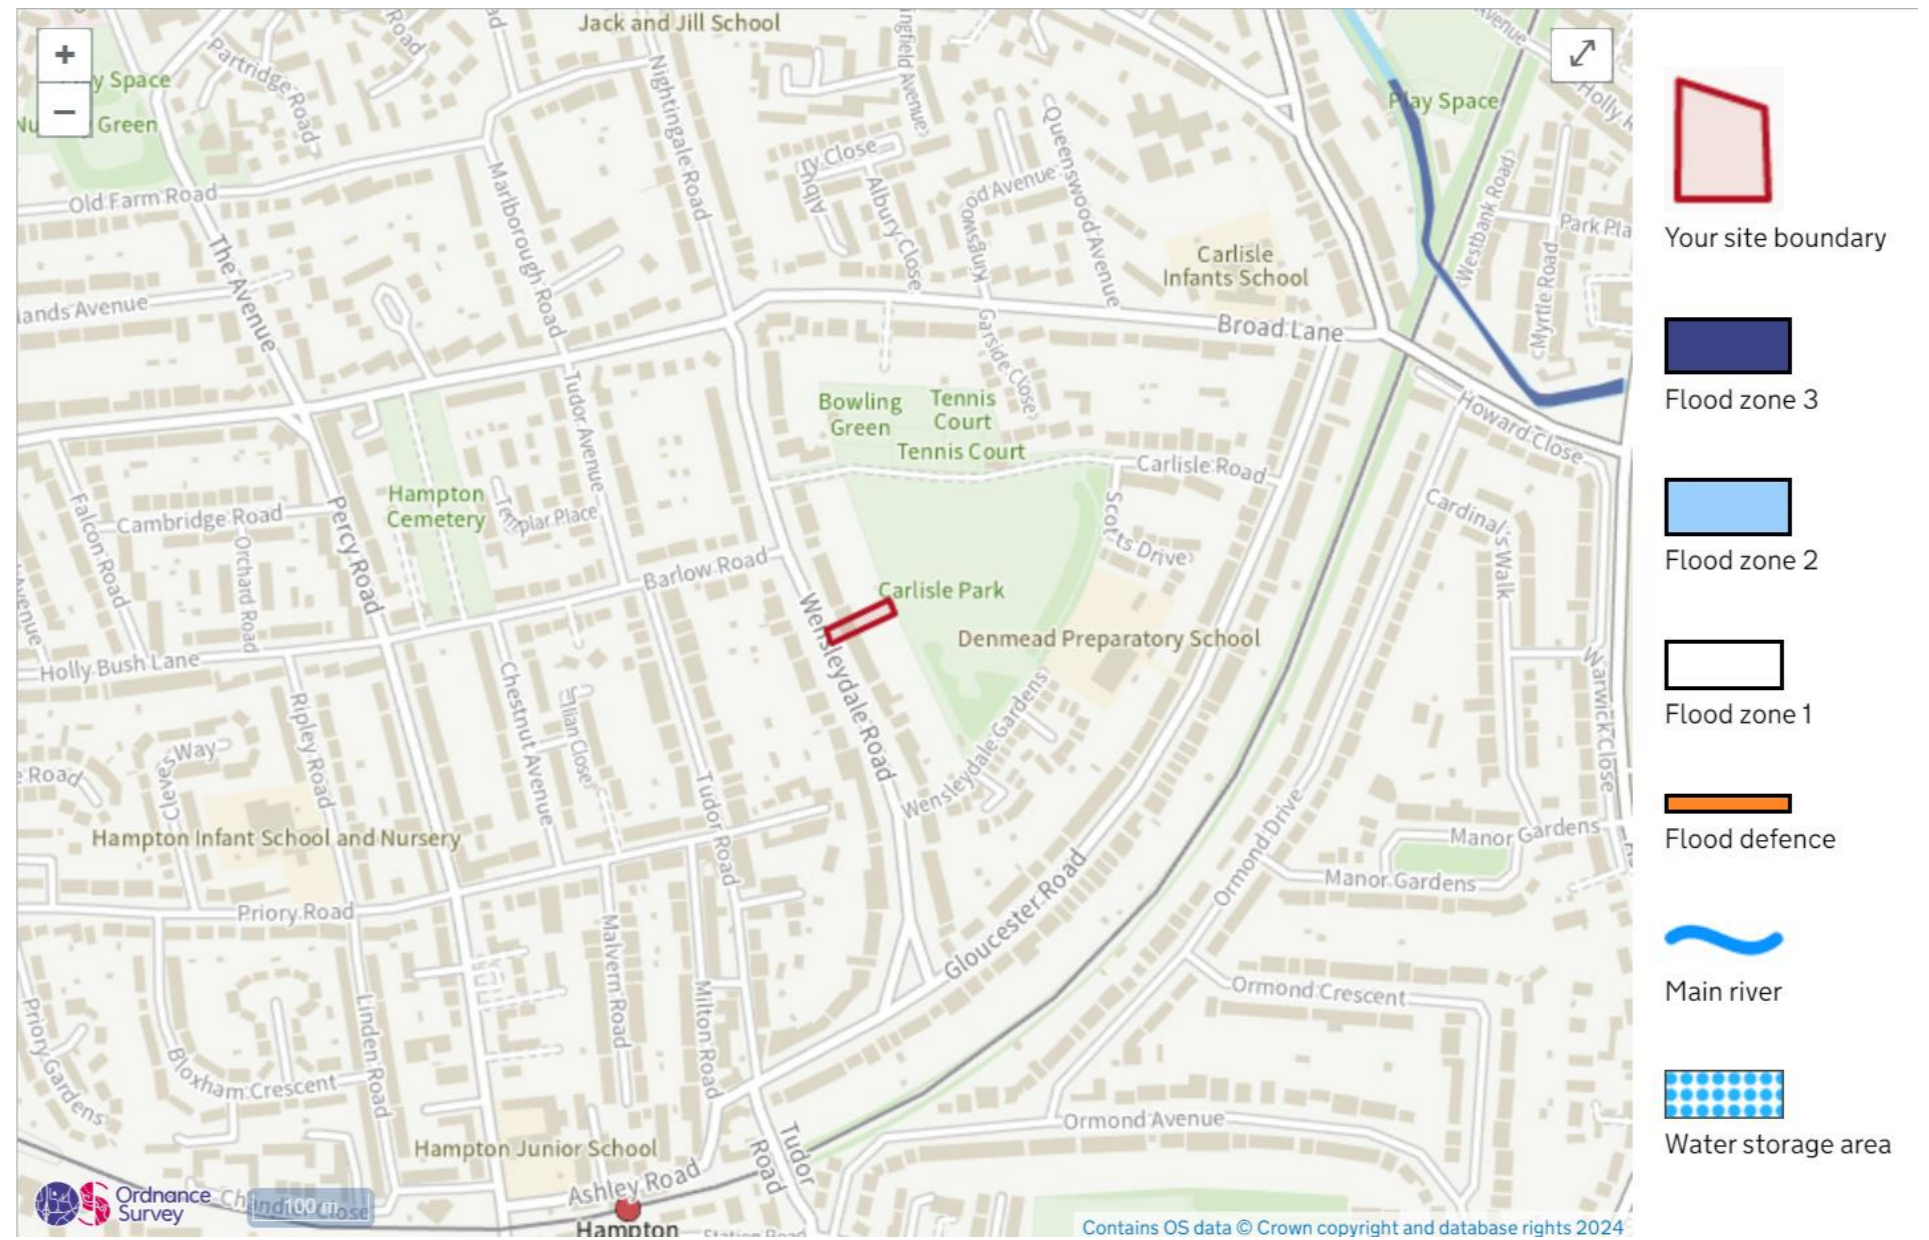 Jack and Jill School
+
−
Play Space
Green
Partridge Road
Road
Nightingale Road
Avenue
Play Space
Holly
Old Farm Road
Marlborough Road
Albury Close
Queenswood Avenue
Westbank Road
Myrtle Road
The Avenue
Carlisle
Infants School
Broad Lane
Garside Close
Tudor Avenue
Bowling
Green
Tennis
Court
Tennis Court
Howard Close
Carlisle Road
Hampton
Cemetery
Templar Place
Cambridge Road
Falcon Road
Orchard Road
Percy Road
Scotts Drive
Cardinal's Walk
Barlow Road
Carlisle Park
Wensleydale Road
Denmead Preparatory School
Holly Bush Lane
Chestnut Avenue
Ripley Road
Warwick Close
Wensleydale Gardens
Road
Tudor Road
Hampton Infant School and Nursery
Ormond Drive
Manor Gardens
Manor Gardens
Priory Road
Malvern Road
Gloucester Road
Ormond Crescent
Milton Road
Linden Road
Priory Gardens
Bloxham Crescent
Ormond Avenue
Hampton Junior School
Tudor
Road
Ashley Road
Hampton
Station Road
Ordnance
Survey
100 m
Contains OS data © Crown copyright and database rights 2024
Your site boundary
Flood zone 3
Flood zone 2
Flood zone 1
Flood defence
Main river
Water storage area